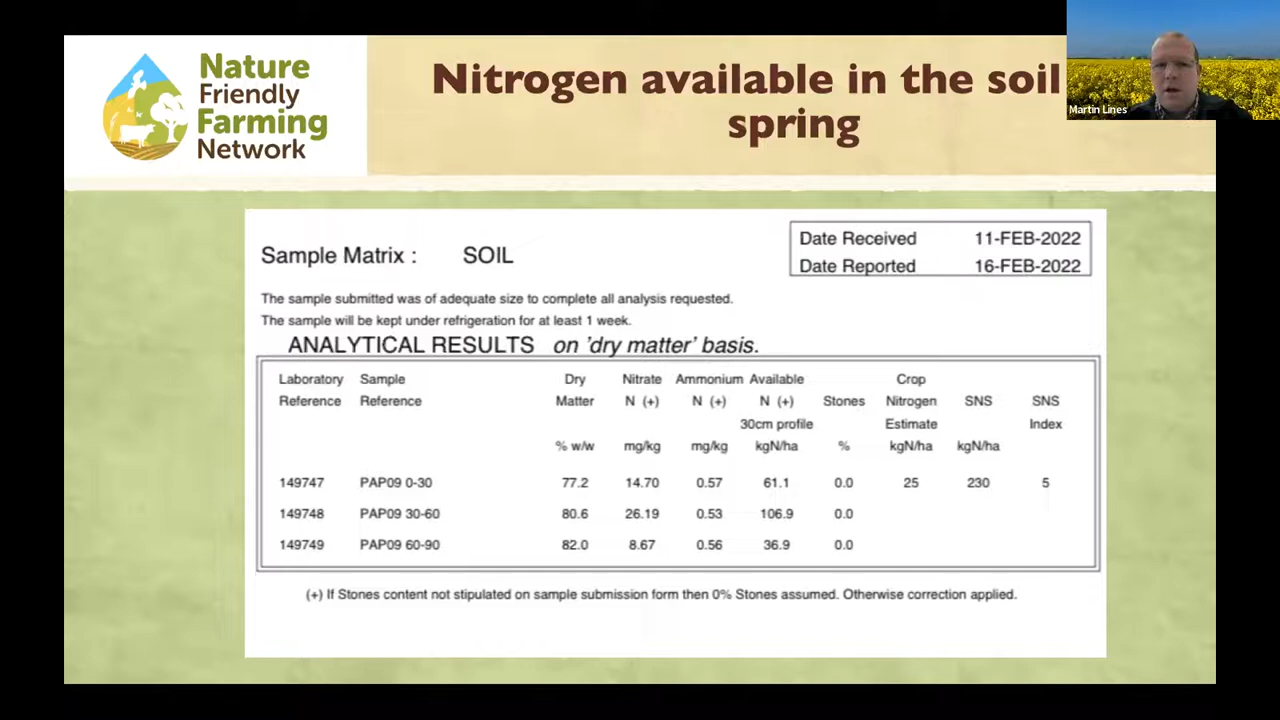 Nature
Friendly
Farming
Network
Nitrogen available in the soil
spring
Martin Lines
Sample Matrix : SOIL
Date Received 11-FEB-2022
Date Reported 16-FEB-2022
The sample submitted was of adequate size to complete all analysis requested.
The sample will be kept under refrigeration for at least 1 week.
ANALYTICAL RESULTS on 'dry matter' basis.
Laboratory Sample Dry Nitrate Ammonium Available Crop
Reference Reference Matter N (+) N (+) N (+) Stones Nitrogen SNS SNS
30cm profile Estimate Index
% w/w mg/kg mg/kg kgN/ha % kgN/ha kgN/ha
149747 PAP09 0-30 77.2 14.70 0.57 61.1 0.0 25 230 5
149748 PAP09 30-60 80.6 26.19 0.53 106.9 0.0
149749 PAP09 60-90 82.0 8.67 0.56 36.9 0.0
(+) If Stones content not stipulated on sample submission form then 0% Stones assumed. Otherwise correction applied.